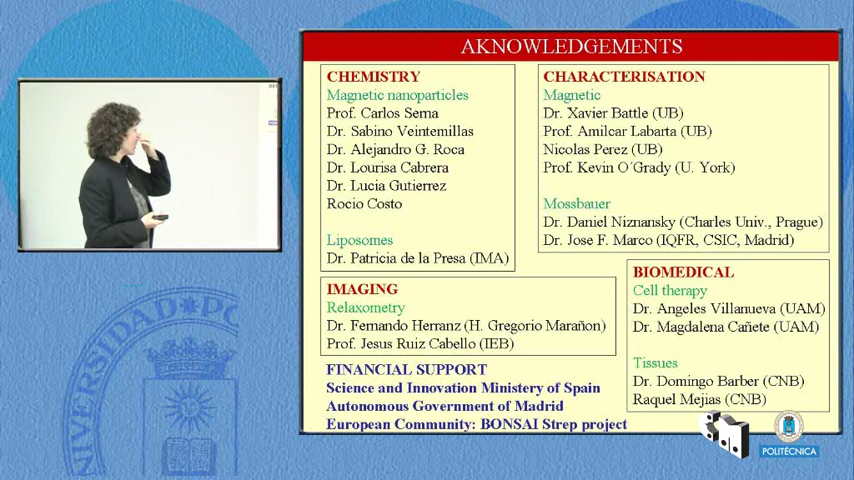 AKNOWLEDGEMENTS
CHEMISTRY
Magnetic nanoparticles
Prof. Carlos Serna
Dr. Sabino Veintemillas
Dr. Alejandro G. Roca
Dr. Lourisa Cabrera
Dr. Lucia Gutierrez
Rocio Costo
Liposomes
Dr. Patricia de la Presa (IMA)
CHARACTERISATION
Magnetic
Dr. Xavier Battle (UB)
Prof. Amilcar Labarta (UB)
Nicolas Perez (UB)
Prof. Kevin O´Grady (U. York)
Mossbauer
Dr. Daniel Niznansky (Charles Univ., Prague)
Dr. Jose F. Marco (IQFR, CSIC, Madrid)
IMAGING
Relaxometry
Dr. Fernando Herranz (H. Gregorio Marañon)
Prof. Jesus Ruiz Cabello (IEB)
BIOMEDICAL
Cell therapy
Dr. Angeles Villanueva (UAM)
Dr. Magdalena Cañete (UAM)
Tissues
Dr. Domingo Barber (CNB)
Raquel Mejias (CNB)
FINANCIAL SUPPORT
Science and Innovation Ministery of Spain
Autonomous Government of Madrid
European Community: BONSAI Strep project
POLITÉCNICA